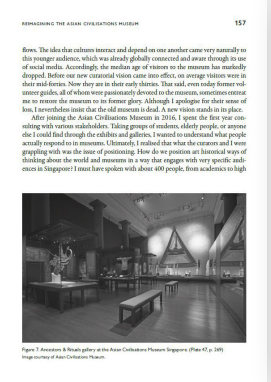 REIMAGINING THE ASIAN CIVILISATIONS MUSEUM 157
flows. The idea that cultures interact and depend on one another came very naturally to
this younger audience, which was already globally connected and aware through its use
of social media. Accordingly, the median age of visitors to the museum has markedly
dropped. Before our new curatorial vision came into effect, on average visitors were in
their mid-forties. Now they are in their early thirties. That said, even today former vol-
unteer guides, all of whom were passionately devoted to the museum, sometimes entreat
me to restore the museum to its former glory. Although I apologise for their sense of
loss, I nevertheless insist that the old museum is dead. A new vision stands in its place.
After joining the Asian Civilisations Museum in 2016, I spent the first year con-
sulting with various stakeholders. Taking groups of students, elderly people, or anyone
else I could find through the exhibits and galleries, I wanted to understand what people
actually respond to in museums. Ultimately, I realised that what the curators and I were
grappling with was the issue of positioning. How do we position art historical ways of
thinking about the world and museums in a way that engages with very specific audi-
ences in Singapore? I must have spoken with about 400 people, from academics to high
Figure 7. Ancestors & Rituals gallery at the Asian Civilisations Museum Singapore. (Plate 47, p. 269)
Image courtesy of Asian Civilisations Museum.